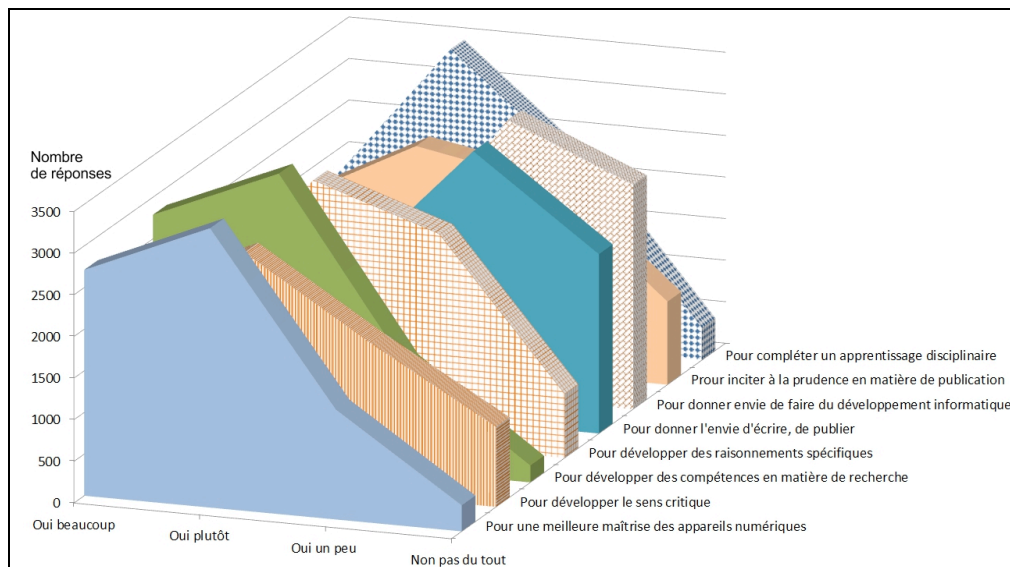 Nombre
de réponses
3500
3000
2500
2000
1500
1000
500
0
Oui beaucoup
Oui plutôt
Oui un peu
Non pas du tout
Pour compléter un apprentissage disciplinaire
Prour inciter à la prudence en matière de publication
Pour donner envie de faire du développement informatique
Pour donner l'envie d'écrire, de publier
Pour développer des raisonnements spécifiques
Pour développer des compétences en matière de recherche
Pour développer le sens critique
Pour une meilleure maîtrise des appareils numériques